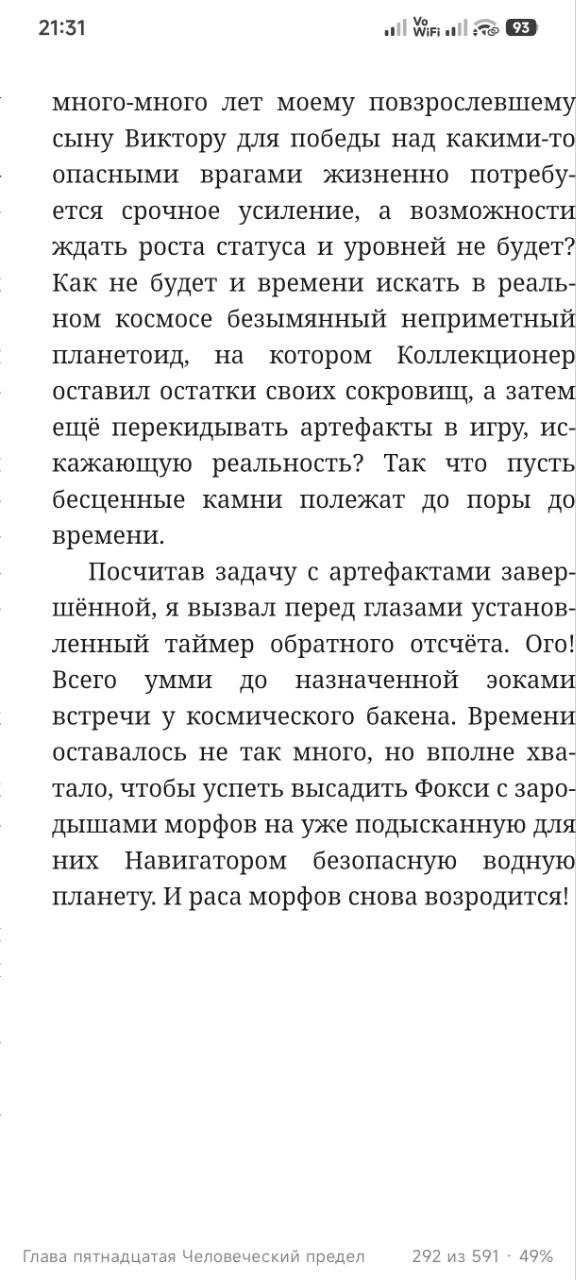 21:31
Vo WiFi
93
много-много лет моему повзрослевшему
сыну Виктору для победы над какими-то
опасными врагами жизненно потребу-
ется срочное усиление, а возможности
ждать роста статуса и уровней не будет?
Как не будет и времени искать в реаль-
ном космосе безымянный неприметный
планетоид, на котором Коллекционер
оставил остатки своих сокровищ, а затем
ещё перекидывать артефакты в игру, ис-
кажающую реальность? Так что пусть
бесценные камни полежат до поры до
времени.
Посчитав задачу с артефактами завер-
шённой, я вызвал перед глазами установ-
ленный таймер обратного отсчёта. Ого!
Всего умми до назначенной эоками
встречи у космического бакена. Времени
оставалось не так много, но вполне хва-
тало, чтобы успеть высадить Фокси с заро-
дышами морфов на уже подысканную для
них Навигатором безопасную водную
планету. И раса морфов снова возродится!
Глава пятнадцатая Человеческий предел
292 из 591 · 49%